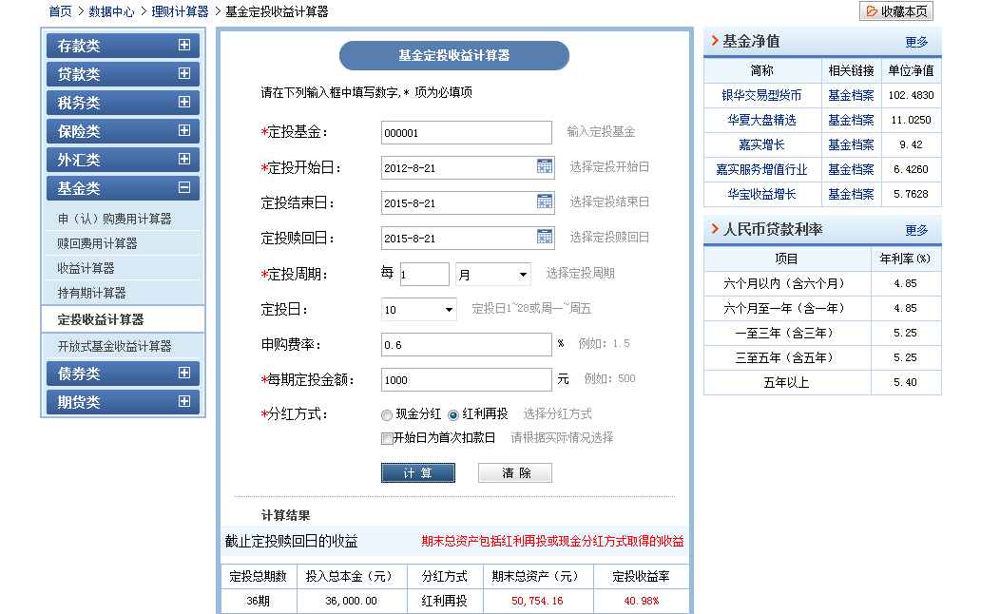 首页 > 数据中心 > 理财计算器 > 基金定投收益计算器
收藏本页
存款类
贷款类
税务类
保险类
外汇类
基金类
申（认）购费用计算器
赎回费用计算器
收益计算器
持有期计算器
定投收益计算器
开放式基金收益计算器
债券类
期货类
基金定投收益计算器
请在下列输入框中填写数字,* 项为必填项
*定投基金： 000001 输入定投基金
*定投开始日： 2012-8-21 选择定投开始日
定投结束日： 2015-8-21 选择定投结束日
定投赎回日： 2015-8-21 选择定投赎回日
*定投周期： 每 1 月 选择定投周期
定投日： 10 定投日1~28或周一~周五
申购费率： 0.6 % 例如：1.5
*每期定投金额： 1000 元 例如：500
*分红方式： 现金分红 红利再投 选择分红方式
开始日为首次扣款日 请根据实际情况选择
计 算 清 除
计算结果
截止定投赎回日的收益 期末总资产包括红利再投或现金分红方式取得的收益
定投总期数 投入总本金（元） 分红方式 期末总资产（元） 定投收益率
36期 36,000.00 红利再投 50,754.16 40.98%
基金净值 更多
简称 相关链接 单位净值
银华交易型货币 基金档案 102.4830
华夏大盘精选 基金档案 11.0250
嘉实增长 基金档案 9.42
嘉实服务增值行业 基金档案 6.4260
华宝收益增长 基金档案 5.7628
人民币贷款利率 更多
项目 年利率(%)
六个月以内（含六个月） 4.85
六个月至一年（含一年） 4.85
一至三年（含三年） 5.25
三至五年（含五年） 5.25
五年以上 5.40